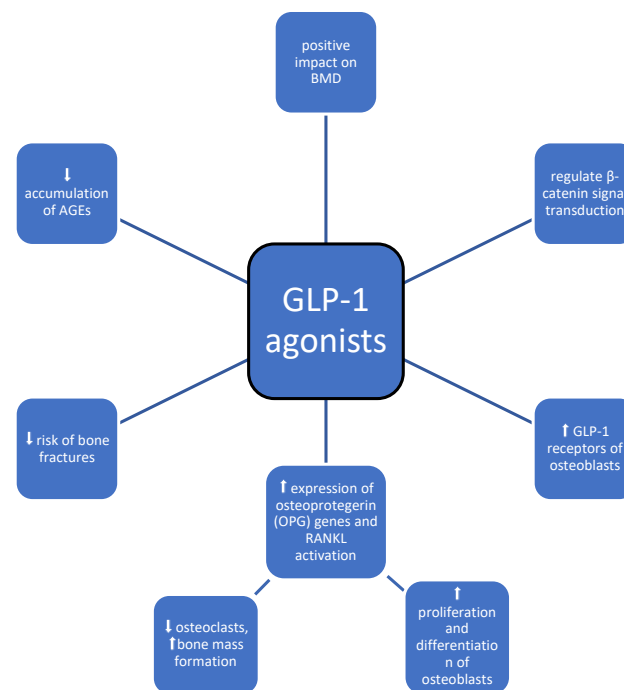 positive
impact on
BMD
⬇
accumulation
of AGEs
regulate β-
catenin signal
transduction
GLP-1
agonists
⬇ risk of bone
fractures
⬆ GLP-1
receptors of
osteoblasts
⬆ expression of
osteoprotegerin
(OPG) genes and
RANKL
activation
⬇ osteoclasts,
⬆bone mass
formation
⬆
proliferation
and
differentiatio
n of
osteoblasts